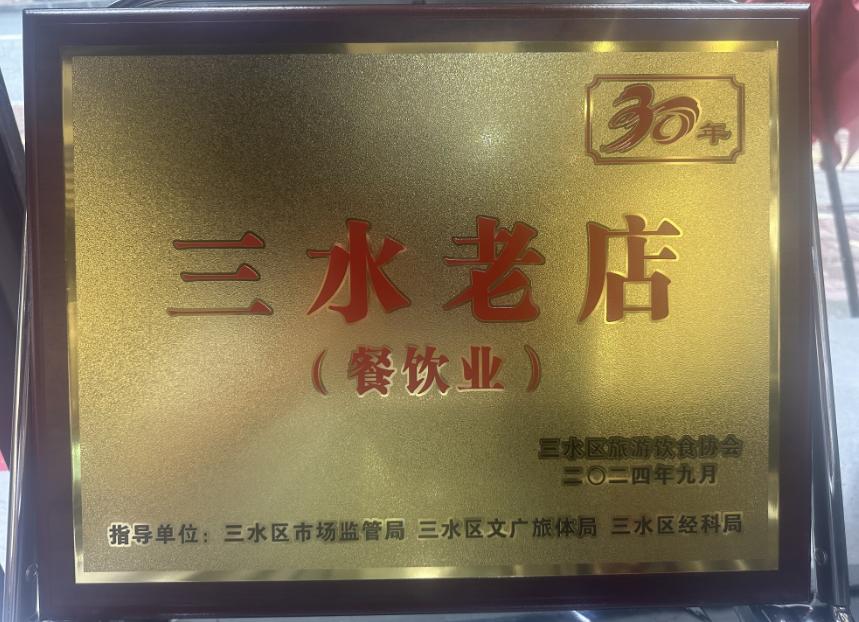 30年
三水老店
（餐饮业）
三水区旅游饮食协会
二〇二四年九月
指导单位：三水区市场监管局 三水区文广旅体局 三水区经科局